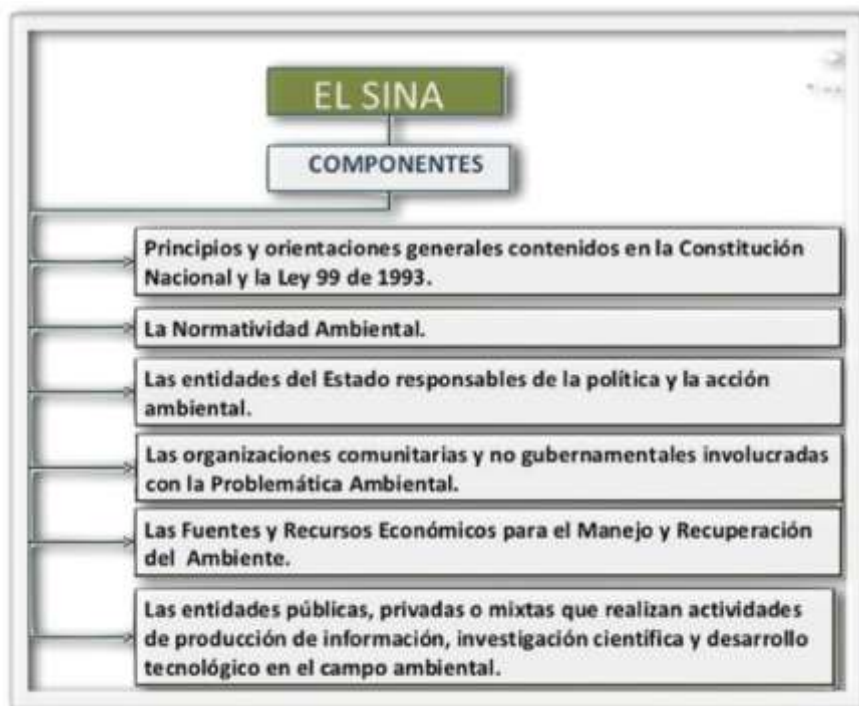 EL SINA
COMPONENTES
Principios y orientaciones generales contenidos en la Constitución
Nacional y la Ley 99 de 1993.
La Normatividad Ambiental.
Las entidades del Estado responsables de la política y la acción
ambiental.
Las organizaciones comunitarias y no gubernamentales involucradas
con la Problemática Ambiental.
Las Fuentes y Recursos Económicos para el Manejo y Recuperación
del Ambiente.
Las entidades públicas, privadas o mixtas que realizan actividades
de producción de información, investigación científica y desarrollo
tecnológico en el campo ambiental.